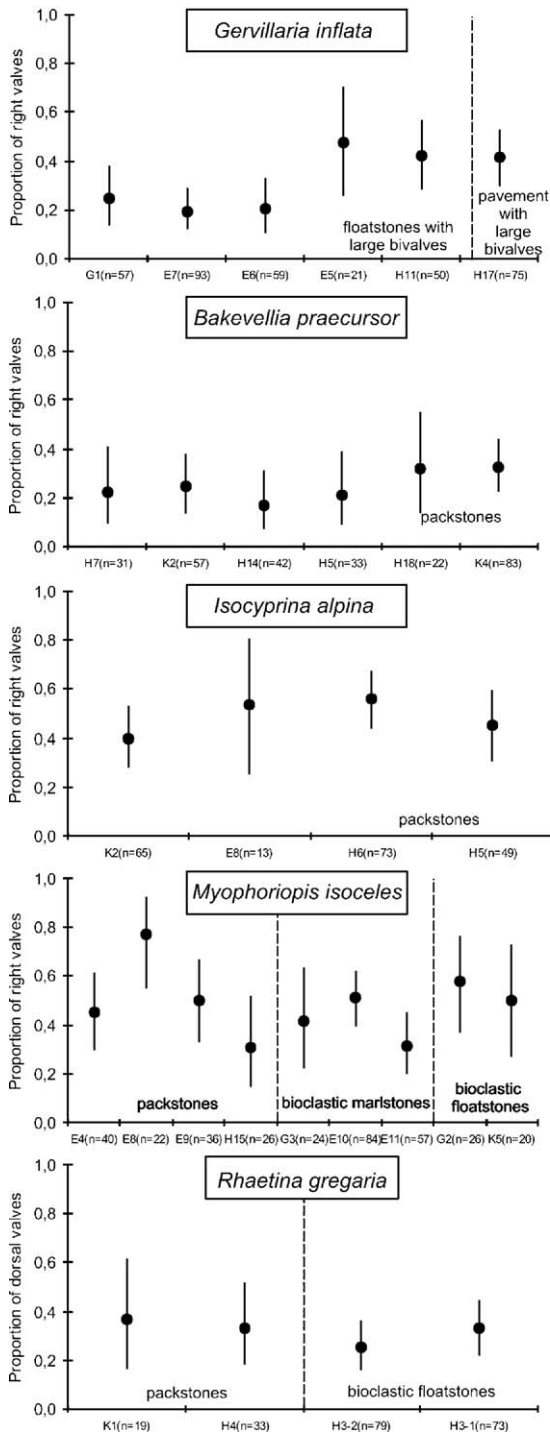 Gervillaria inflata
Proportion of right valves
1,0
0,8
0,6
0,4
0,2
0,0
floatstones with
large bivalves
pavement
with
large
bivalves
G1(n=57) E7(n=93) E6(n=59) E5(n=21) H11(n=50) H17(n=75)
Bakevellia praecursor
Proportion of right valves
1,0
0,8
0,6
0,4
0,2
0,0
packstones
H7(n=31) K2(n=57) H14(n=42) H5(n=33) H18(n=22) K4(n=83)
Isocyprina alpina
Proportion of right valves
1,0
0,8
0,6
0,4
0,2
0,0
packstones
K2(n=65) E8(n=13) H6(n=73) H5(n=49)
Myophoriopis isoceles
Proportion of right valves
1,0
0,8
0,6
0,4
0,2
0,0
packstones
bioclastic marlstones
bioclastic
floatstones
E4(n=40) E8(n=22) E9(n=36) H15(n=26) G3(n=24) E10(n=84) E11(n=57) G2(n=26) K5(n=20)
Rhaetina gregaria
Proportion of dorsal valves
1,0
0,8
0,6
0,4
0,2
0,0
packstones
bioclastic floatstones
K1(n=19) H4(n=33) H3-2(n=79) H3-1(n=73)